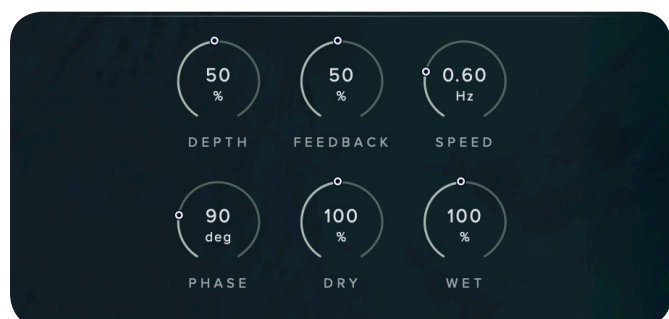 50 50 0.60
% % Hz
DEPTH FEEDBACK SPEED
90 100 100
deg % %
PHASE DRY WET